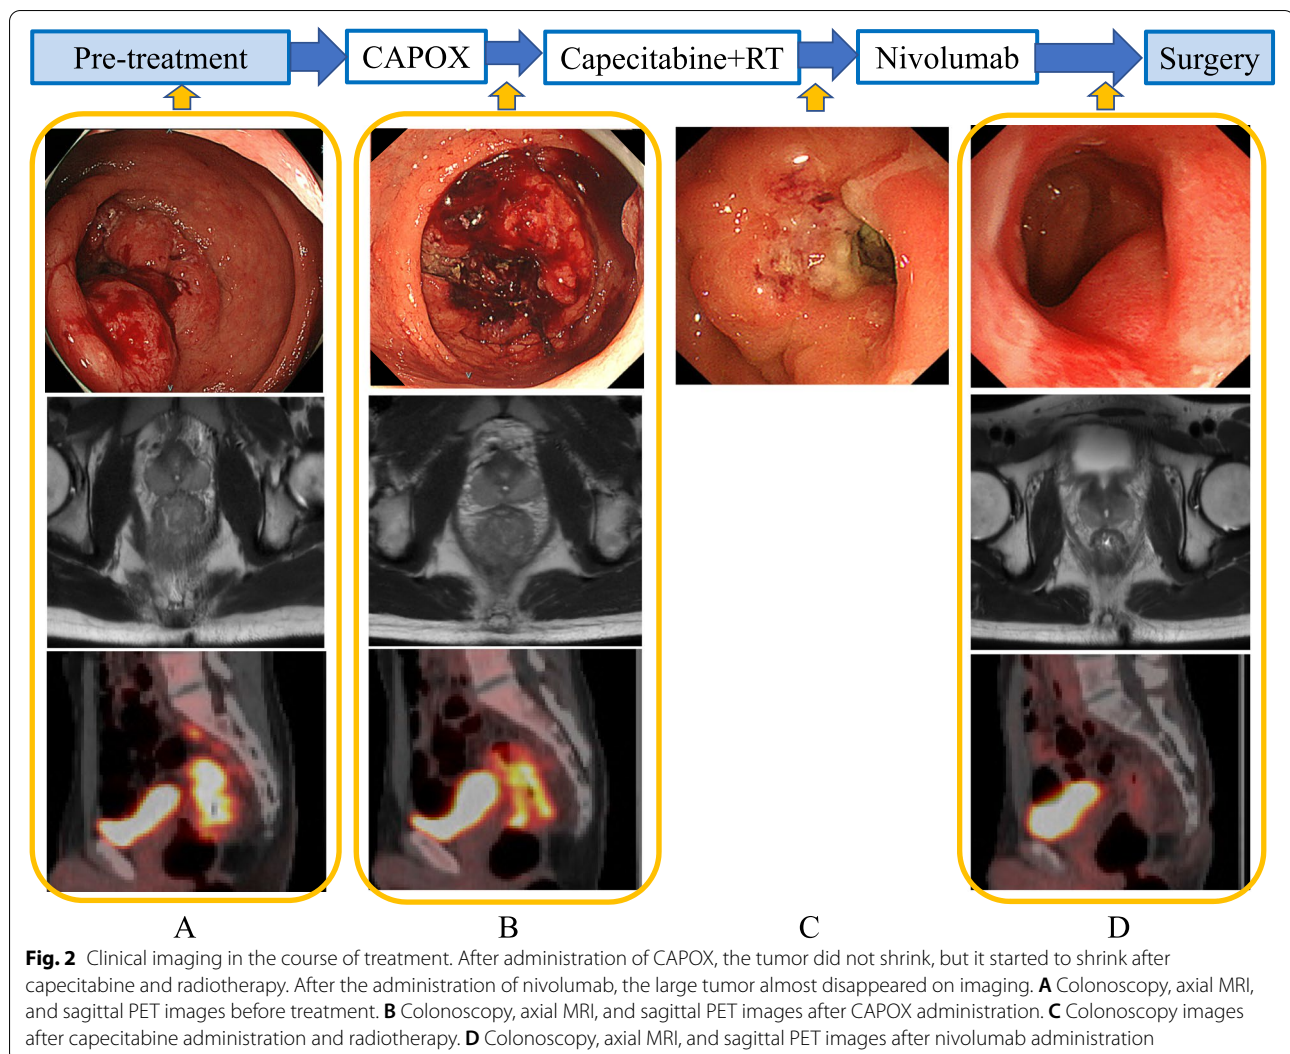 Pre-treatment CAPOX Capecitabine+RT Nivolumab Surgery
A B C D
Fig. 2 Clinical imaging in the course of treatment. After administration of CAPOX, the tumor did not shrink, but it started to shrink after
capecitabine and radiotherapy. After the administration of nivolumab, the large tumor almost disappeared on imaging. A Colonoscopy, axial MRI,
and sagittal PET images before treatment. B Colonoscopy, axial MRI, and sagittal PET images after CAPOX administration. C Colonoscopy images
after capecitabine administration and radiotherapy. D Colonoscopy, axial MRI, and sagittal PET images after nivolumab administration